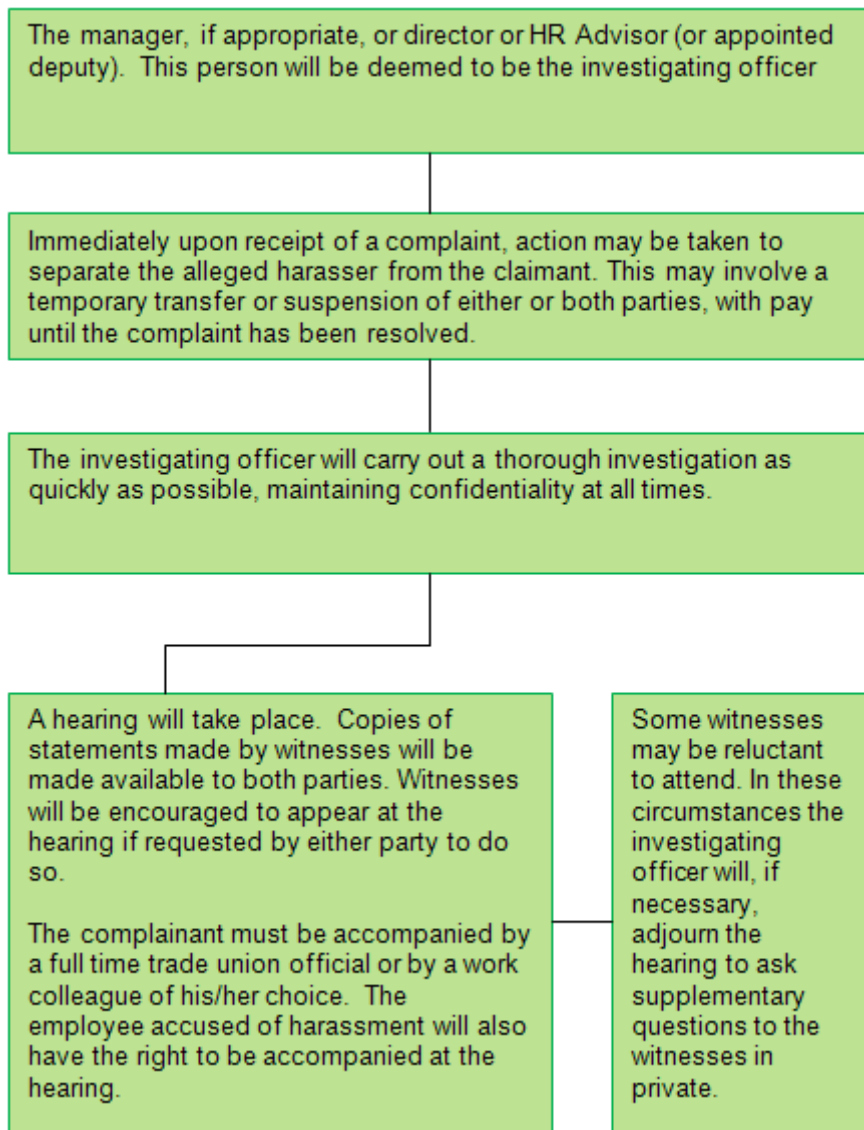 The manager, if appropriate, or director or HR Advisor (or appointed
deputy).  This person will be deemed to be the investigating officer
Immediately upon receipt of a complaint, action may be taken to
separate the alleged harasser from the claimant. This may involve a
temporary transfer or suspension of either or both parties, with pay
until the complaint has been resolved.
The investigating officer will carry out a thorough investigation as
quickly as possible, maintaining confidentiality at all times.
A hearing will take place.  Copies of
statements made by witnesses will be
made available to both parties. Witnesses
will be encouraged to appear at the
hearing if requested by either party to do
so.
The complainant must be accompanied by
a full time trade union official or by a work
colleague of his/her choice.  The
employee accused of harassment will also
have the right to be accompanied at the
hearing.
Some witnesses
may be reluctant
to attend. In these
circumstances the
investigating
officer will, if
necessary,
adjourn the
hearing to ask
supplementary
questions to the
witnesses in
private.